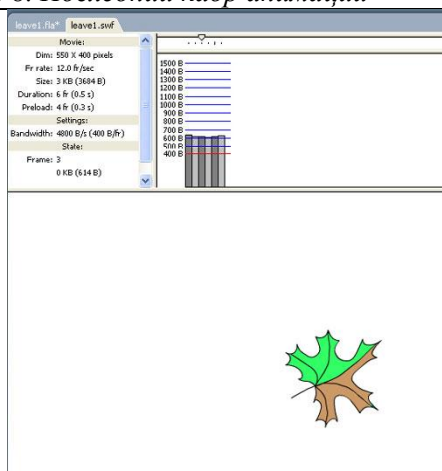 leave1.fla* leave1.swf
Movie:
Dim: 550 X 400 pixels
Fr rate: 12.0 fr/sec
Size: 3 KB (3684 B)
Duration: 6 fr (0.5 s)
Preload: 4 fr (0.3 s)
Settings:
Bandwidth: 4800 B/s (400 B/fr)
State:
Frame: 3
0 KB (614 B)
1500 B
1400 B
1300 B
1200 B
1100 B
1000 B
900 B
800 B
700 B
600 B
500 B
400 B